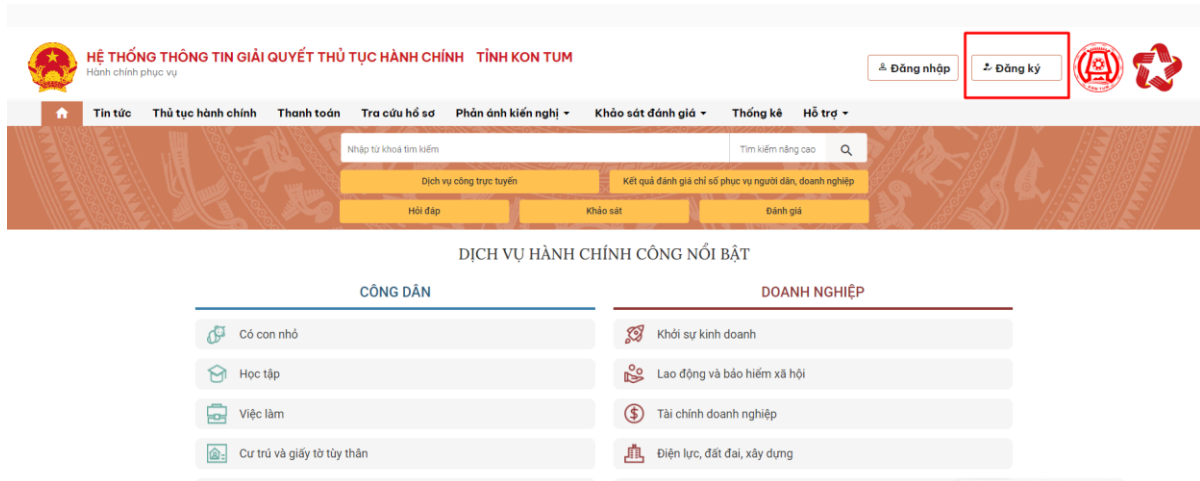 HỆ THỐNG THÔNG TIN GIẢI QUYẾT THỦ TỤC HÀNH CHÍNH TỈNH KON TUM
Hành chính phục vụ
Đăng nhập
Đăng ký
KON TUM
Tin tức Thủ tục hành chính Thanh toán Tra cứu hồ sơ Phản ánh kiến nghị Khảo sát đánh giá Thống kê Hỗ trợ
Nhập từ khoá tìm kiếm Tìm kiếm nâng cao
Dịch vụ công trực tuyến Kết quả đánh giá chỉ số phục vụ người dân, doanh nghiệp
Hỏi đáp Khảo sát Đánh giá
DỊCH VỤ HÀNH CHÍNH CÔNG NỔI BẬT
CÔNG DÂN
Có con nhỏ
Học tập
Việc làm
Cư trú và giấy tờ tùy thân
DOANH NGHIỆP
Khởi sự kinh doanh
Lao động và bảo hiểm xã hội
Tài chính doanh nghiệp
Điện lực, đất đai, xây dựng